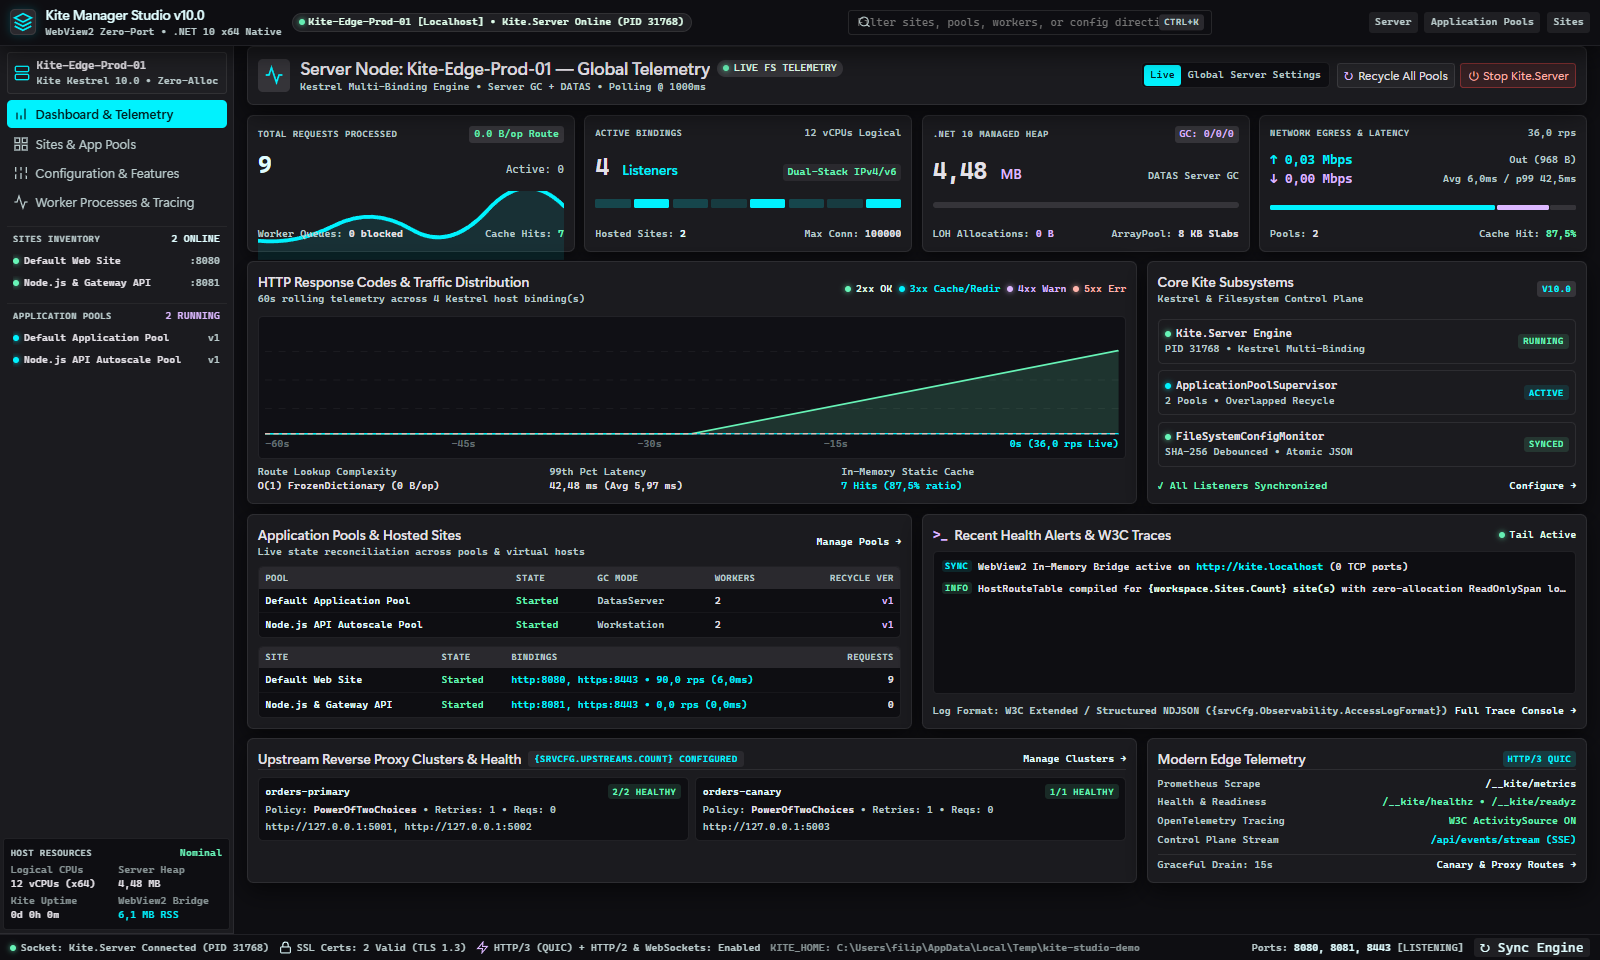 Kite Manager Studio v10.0
WebView2 Zero-Port • .NET 10 x64 Native
Kite-Edge-Prod-01 [Localhost] • Kite.Server Online (PID 31768)
filter sites, pools, workers, or config directi
CTRL+K
Server
Application Pools
Sites
Kite-Edge-Prod-01
Kite Kestrel 10.0 • Zero-Alloc
Dashboard & Telemetry
Sites & App Pools
Configuration & Features
Worker Processes & Tracing
SITES INVENTORY 2 ONLINE
Default Web Site :8080
Node.js & Gateway API :8081
APPLICATION POOLS 2 RUNNING
Default Application Pool v1
Node.js API Autoscale Pool v1
HOST RESOURCES Nominal
Logical CPUs Server Heap
12 vCPUs (x64) 4,48 MB
Kite Uptime WebView2 Bridge
0d 0h 0m 6,1 MB RSS
Server Node: Kite-Edge-Prod-01 — Global Telemetry
LIVE FS TELEMETRY
Kestrel Multi-Binding Engine • Server GC + DATAS • Polling @ 1000ms
Live
Global Server Settings
↻ Recycle All Pools
Stop Kite.Server
TOTAL REQUESTS PROCESSED 0.0 B/op Route
9 Active: 0
Worker Queues: 0 blocked Cache Hits: 7
ACTIVE BINDINGS 12 vCPUs Logical
4 Listeners Dual-Stack IPv4/v6
Hosted Sites: 2 Max Conn: 100000
.NET 10 MANAGED HEAP GC: 0/0/0
4,48 MB DATAS Server GC
LOH Allocations: 0 B ArrayPool: 8 KB Slabs
NETWORK EGRESS & LATENCY 36,0 rps
↑ 0,03 Mbps Out (968 B)
↓ 0,00 Mbps Avg 6,0ms / p99 42,5ms
Pools: 2 Cache Hit: 87,5%
HTTP Response Codes & Traffic Distribution
60s rolling telemetry across 4 Kestrel host binding(s)
2xx OK 3xx Cache/Redir 4xx Warn 5xx Err
-60s -45s -30s -15s 0s (36,0 rps Live)
Route Lookup Complexity 99th Pct Latency In-Memory Static Cache
O(1) FrozenDictionary (0 B/op) 42,48 ms (Avg 5,97 ms) 7 Hits (87,5% ratio)
Core Kite Subsystems
Kestrel & Filesystem Control Plane
V10.0
Kite.Server Engine
PID 31768 • Kestrel Multi-Binding
RUNNING
ApplicationPoolSupervisor
2 Pools • Overlapped Recycle
ACTIVE
FileSystemConfigMonitor
SHA-256 Debounced • Atomic JSON
SYNCED
✓ All Listeners Synchronized Configure →
Application Pools & Hosted Sites
Live state reconciliation across pools & virtual hosts
Manage Pools →
POOL STATE GC MODE WORKERS RECYCLE VER
Default Application Pool Started DatasServer 2 v1
Node.js API Autoscale Pool Started Workstation 2 v1
SITE STATE BINDINGS REQUESTS
Default Web Site Started http:8080, https:8443 • 90,0 rps (6,0ms) 9
Node.js & Gateway API Started http:8081, https:8443 • 0,0 rps (0,0ms) 0
>_ Recent Health Alerts & W3C Traces Tail Active
SYNC WebView2 In-Memory Bridge active on http://kite.localhost (0 TCP ports)
INFO HostRouteTable compiled for {workspace.Sites.Count} site(s) with zero-allocation ReadOnlySpan lo…
Log Format: W3C Extended / Structured NDJSON ({srvCfg.Observability.AccessLogFormat}) Full Trace Console →
Upstream Reverse Proxy Clusters & Health {SRVCFG.UPSTREAMS.COUNT} CONFIGURED Manage Clusters →
orders-primary 2/2 HEALTHY
Policy: PowerOfTwoChoices • Retries: 1 • Reqs: 0
http://127.0.0.1:5001, http://127.0.0.1:5002
orders-canary 1/1 HEALTHY
Policy: PowerOfTwoChoices • Retries: 1 • Reqs: 0
http://127.0.0.1:5003
Modern Edge Telemetry HTTP/3 QUIC
Prometheus Scrape /__kite/metrics
Health & Readiness /__kite/healthz • /__kite/readyz
OpenTelemetry Tracing W3C ActivitySource ON
Control Plane Stream /api/events/stream (SSE)
Graceful Drain: 15s Canary & Proxy Routes →
Socket: Kite.Server Connected (PID 31768) SSL Certs: 2 Valid (TLS 1.3) HTTP/3 (QUIC) + HTTP/2 & WebSockets: Enabled KITE_HOME: C:\Users\filip\AppData\Local\Temp\kite-studio-demo Ports: 8080, 8081, 8443 [LISTENING] ↻ Sync Engine